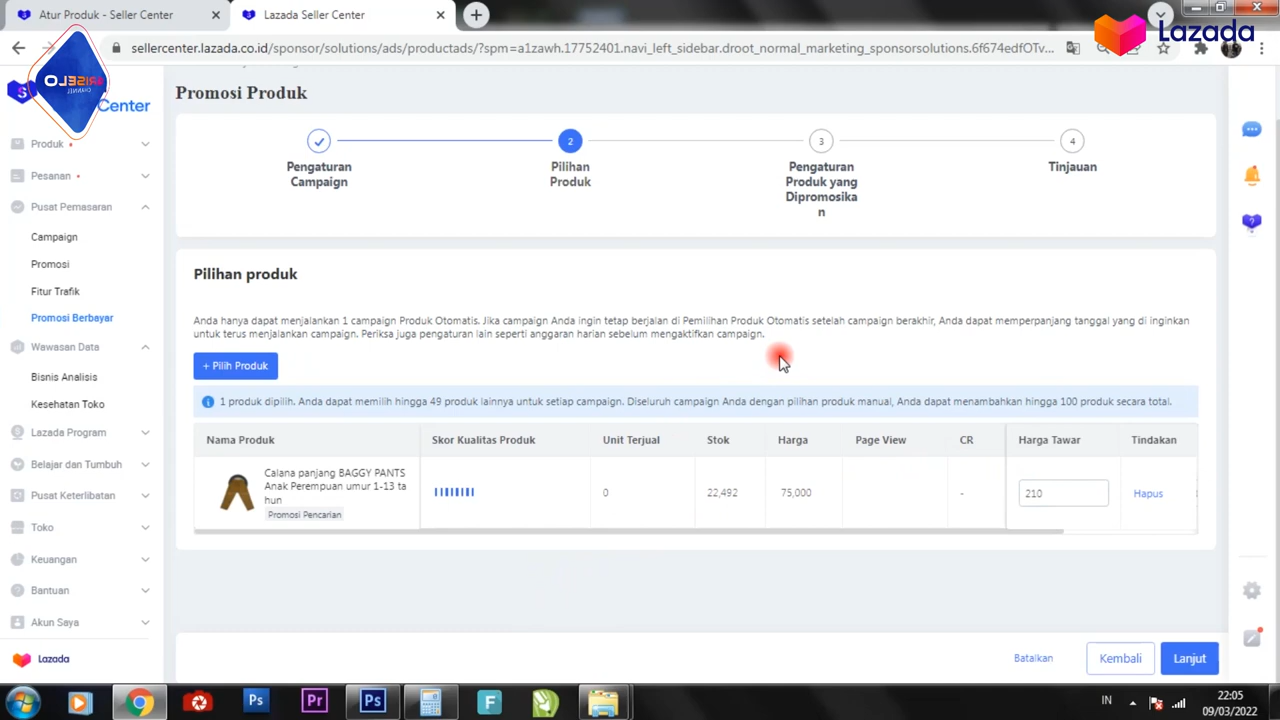 Atur Produk - Seller Center
Lazada Seller Center
sellercenter.lazada.co.id/sponsor/solutions/ads/productads/?spm=a1zawh.17752401.navi_left_sidebar.droot_normal_marketing_sponsorsolutions.6f674edfOTv...
Lazada
Center
CHANNEL
Produk
Pesanan
Pusat Pemasaran
Campaign
Promosi
Fitur Trafik
Promosi Berbayar
Wawasan Data
Bisnis Analisis
Kesehatan Toko
Lazada Program
Belajar dan Tumbuh
Pusat Keterlibatan
Toko
Keuangan
Bantuan
Akun Saya
Lazada
Promosi Produk
2
3
4
Pengaturan
Campaign
Pilihan
Produk
Pengaturan
Produk yang
Dipromosika
n
Tinjauan
Pilihan produk
Anda hanya dapat menjalankan 1 campaign Produk Otomatis. Jika campaign Anda ingin tetap berjalan di Pemilihan Produk Otomatis setelah campaign berakhir, Anda dapat memperpanjang tanggal yang di inginkan
untuk terus menjalankan campaign. Periksa juga pengaturan lain seperti anggaran harian sebelum mengaktifkan campaign.
+ Pilih Produk
1 produk dipilih. Anda dapat memilih hingga 49 produk lainnya untuk setiap campaign. Diseluruh campaign Anda dengan pilihan produk manual, Anda dapat menambahkan hingga 100 produk secara total.
Nama Produk Skor Kualitas Produk Unit Terjual Stok Harga Page View CR Harga Tawar Tindakan
Calana panjang BAGGY PANTS
Anak Perempuan umur 1-13 ta
hun
Promosi Pencarian
0 22,492 75,000 - 210 Hapus
Batalkan Kembali Lanjut
Ps Pr Ps F
IN
22:05
09/03/2022